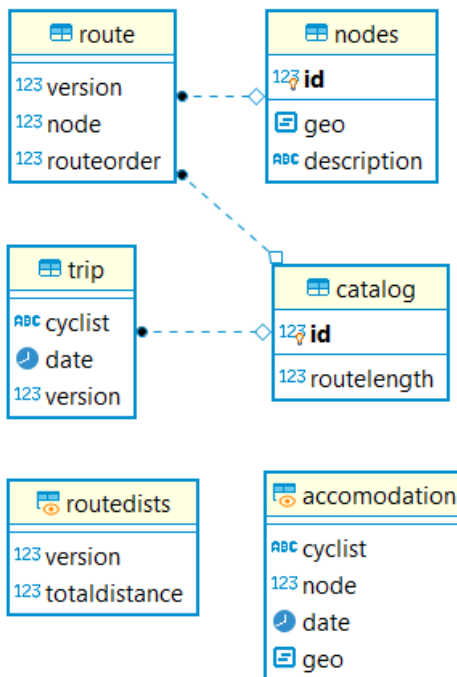 route
123 version
123 node
123 routeorder
nodes
123 id
geo
ABC description
trip
ABC cyclist
date
123 version
catalog
123 id
123 routelength
routedists
123 version
123 totaldistance
accomodation
ABC cyclist
123 node
date
geo